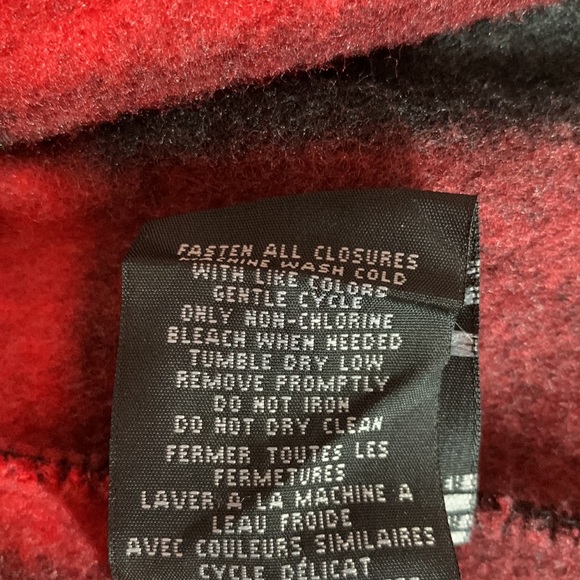 FASTEN ALL CLOSURES
MACHINE WASH COLD
WITH LIKE COLORS
GENTLE CYCLE
ONLY NON-CHLORINE
BLEACH WHEN NEEDED
TUMBLE DRY LOW
REMOVE PROMPTLY
DO NOT IRON
DO NOT DRY CLEAN
FERMER TOUTES LES
FERMETURES
LAVER A LA MACHINE A
LEAU FROIDE
AVEC COULEURS SIMILAIRES
CYCLE DÉLICAT